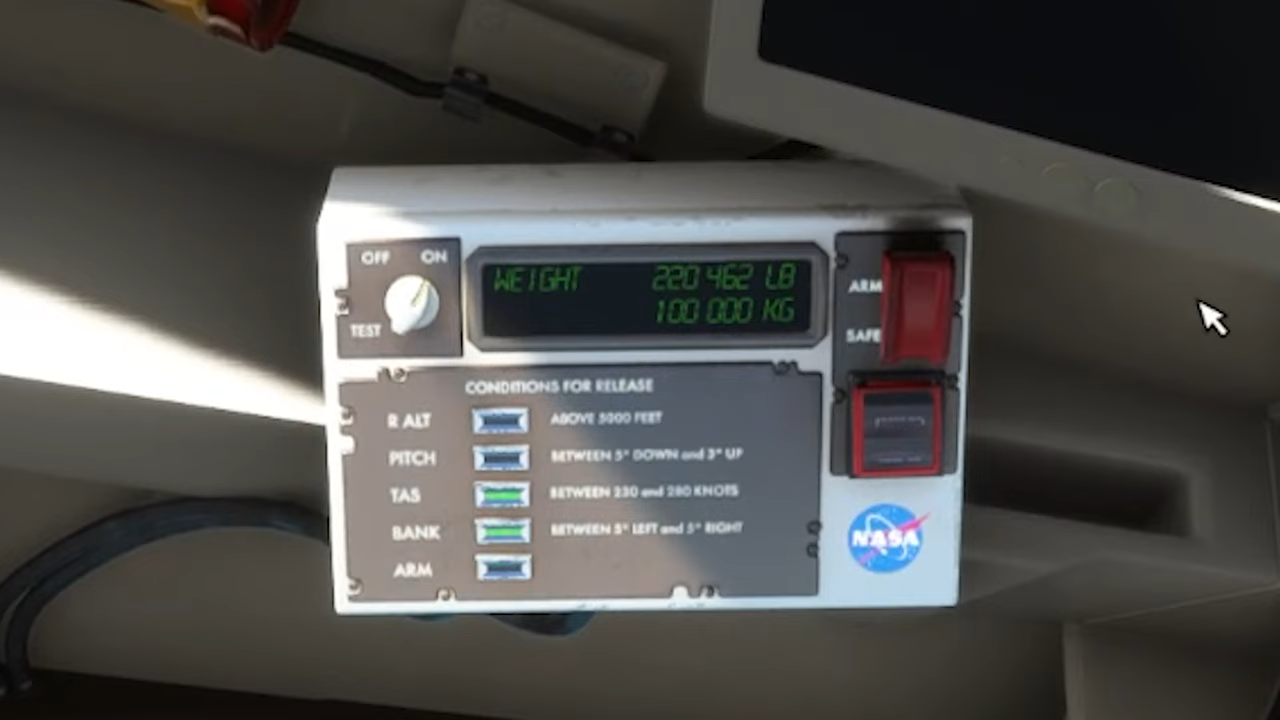 OFF ON
TEST
WEIGHT 220 462 LB
100 000 KG
ARM
SAFE
CONDITIONS FOR RELEASE
R ALT ABOVE 5000 FEET
PITCH BETWEEN 5° DOWN and 3° UP
TAS BETWEEN 230 and 280 KNOTS
BANK BETWEEN 5° LEFT and 5° RIGHT
ARM
NASA